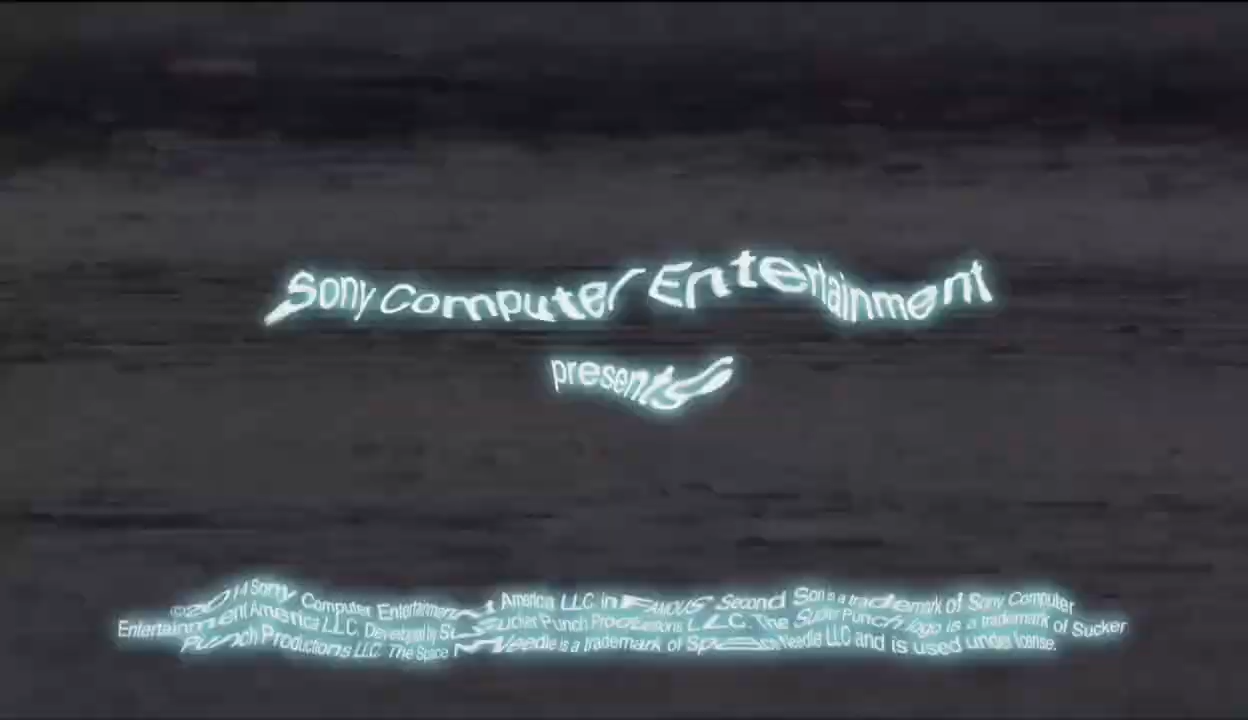 Sony Computer Entertainment
presents
©2014 Sony Computer Entertainment America LLC. inFAMOUS Second Son is a trademark of Sony Computer
Entertainment America LLC. Developed by Sucker Punch Productions LLC. The Sucker Punch logo is a trademark of Sucker
Punch Productions LLC. The Space Needle is a trademark of Space Needle LLC and is used under license.